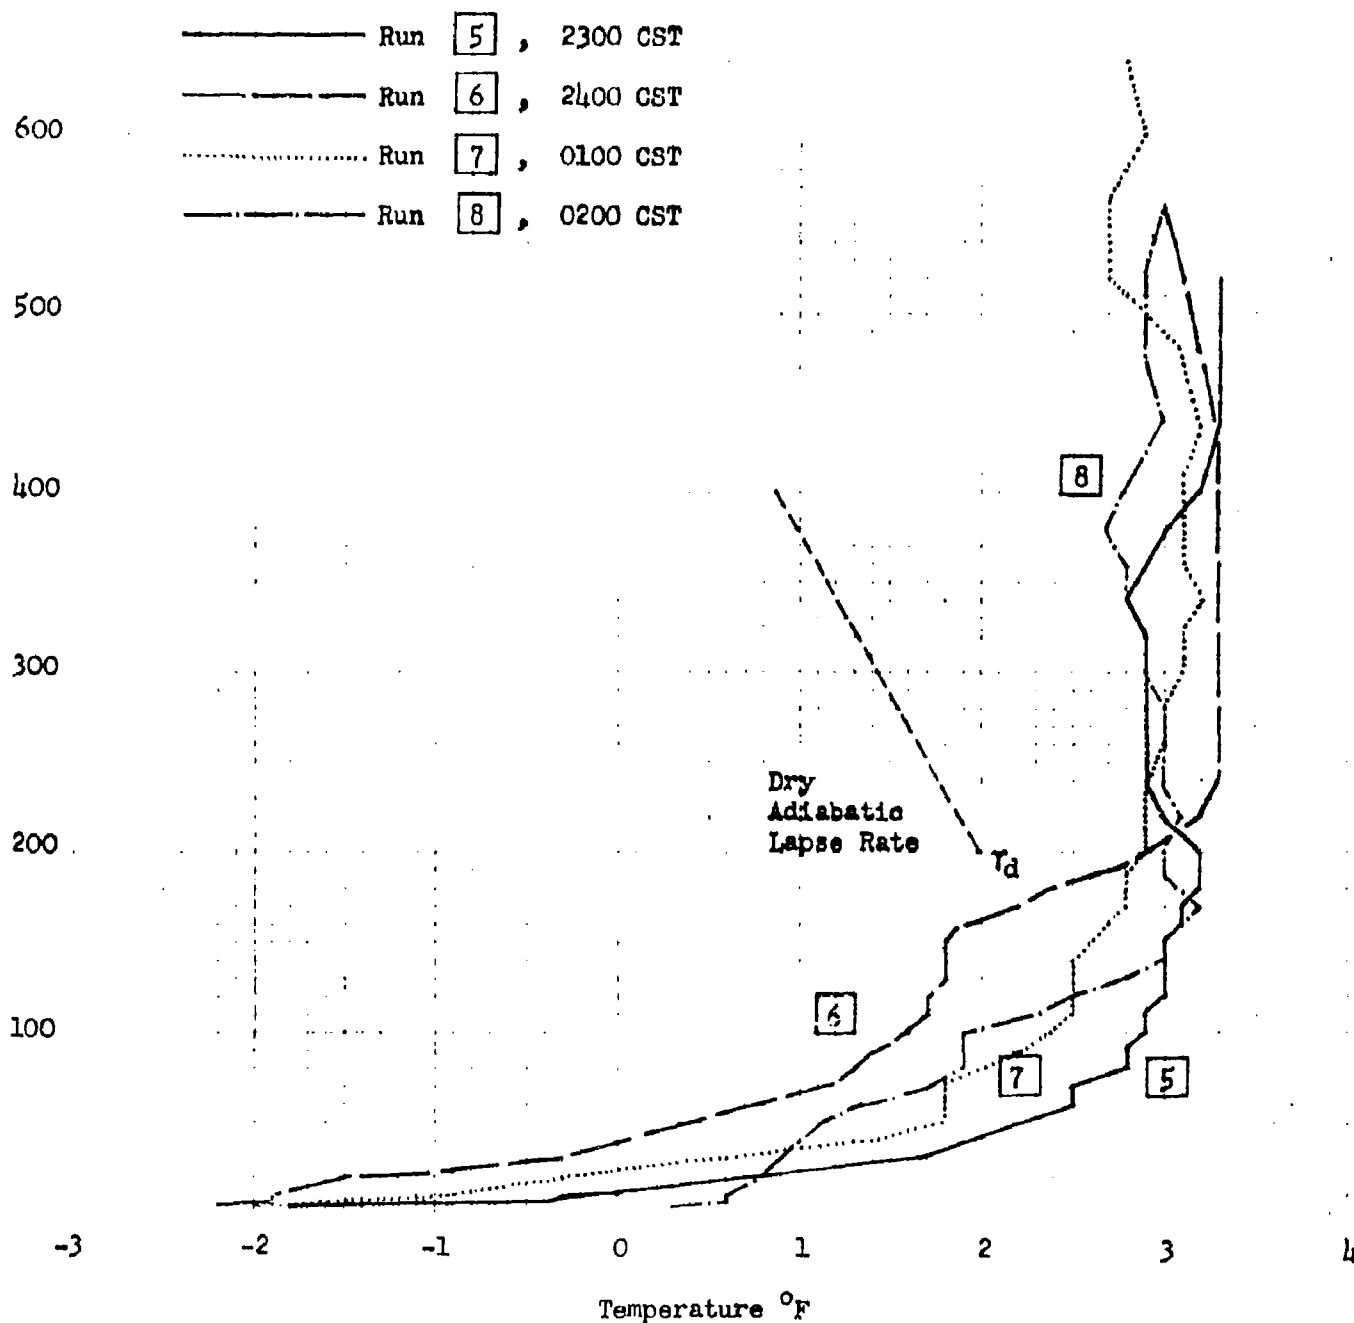 Run 5 , 2300 CST
Run 6 , 2400 CST
Run 7 , 0100 CST
Run 8 , 0200 CST
600
500
400
300
200
100
8
Dry
Adiabatic
Lapse Rate
γd
6
7
5
-3 -2 -1 0 1 2 3 4
Temperature °F